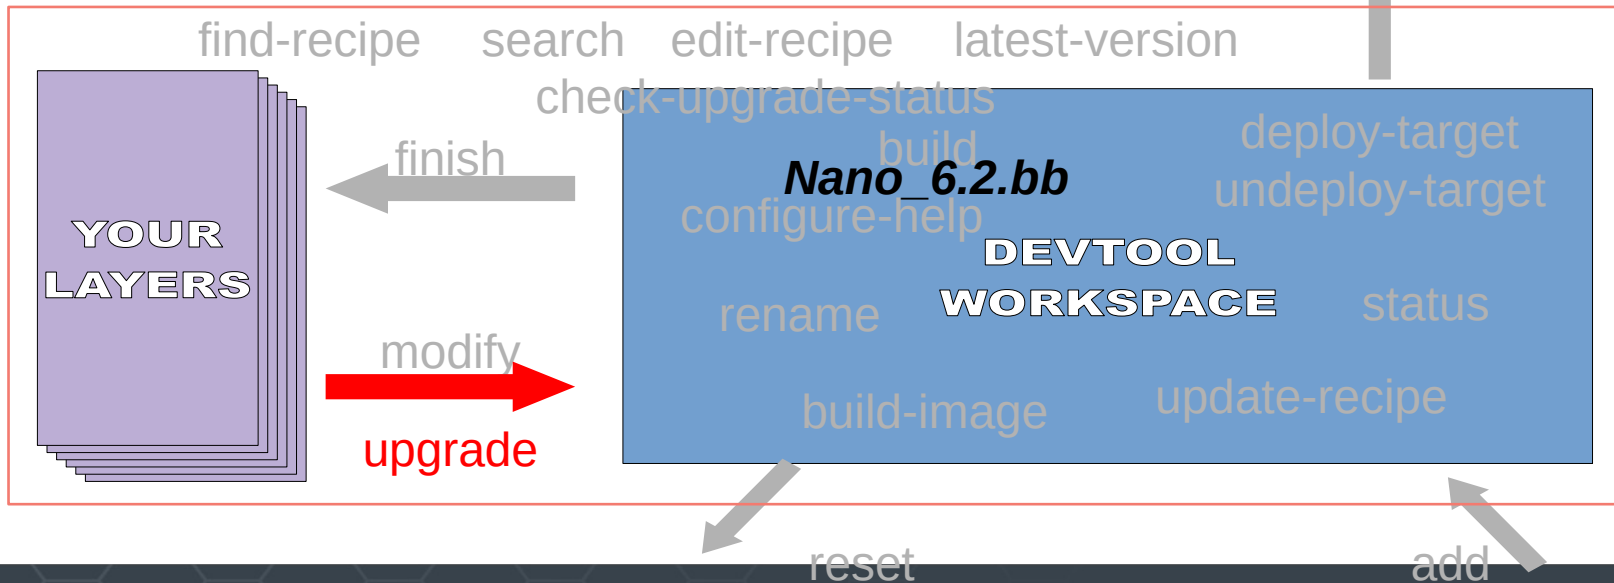 find-recipe search edit-recipe latest-version
check-upgrade-status
build
deploy-target
finish
Nano_6.2.bb
undeploy-target
configure-help
YOUR
LAYERS
DEVTOOL
WORKSPACE
rename
status
modify
build-image
update-recipe
upgrade
reset
add